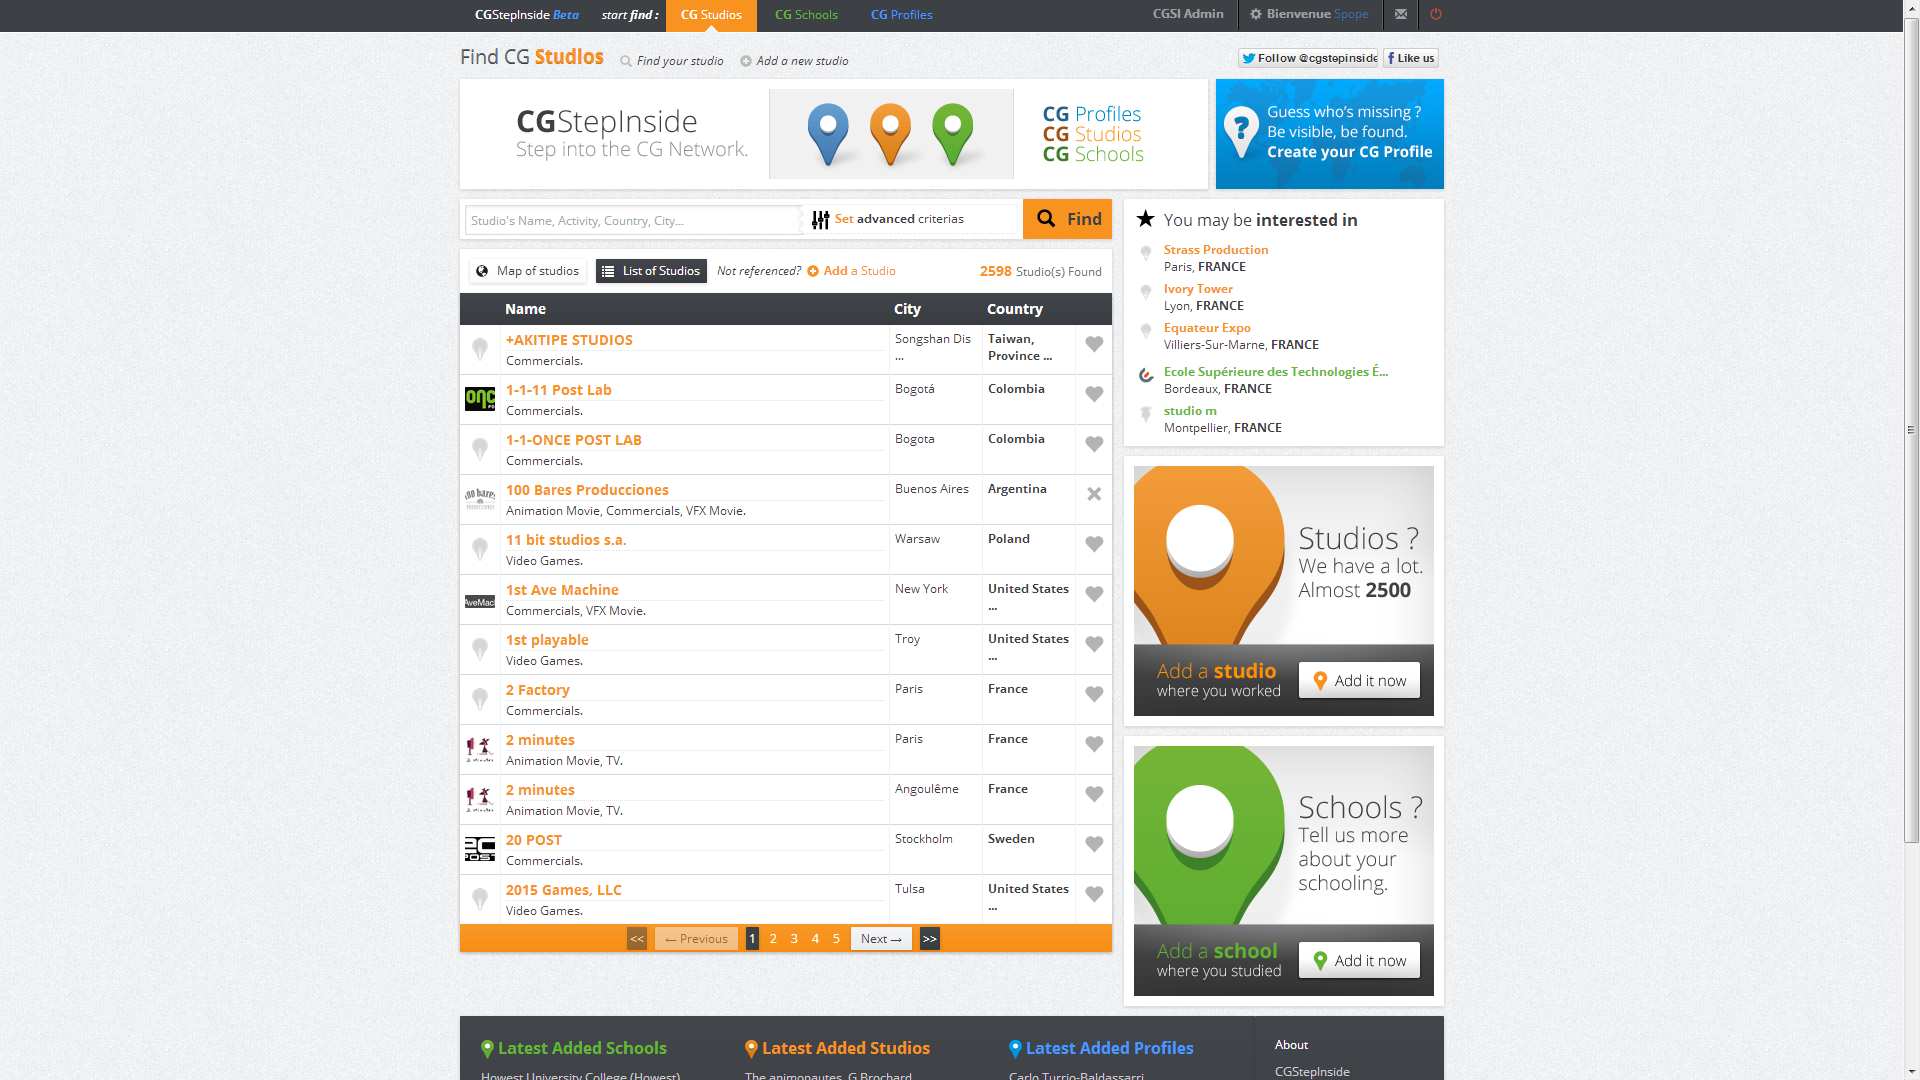 CGStepInside Beta
start find :
CG Studios
CG Schools
CG Profiles
CGSI Admin
Bienvenue Spope
Find CG Studios
Find your studio
Add a new studio
Follow @cgstepinside
Like us
CGStepInside
Step into the CG Network.
CG Profiles
CG Studios
CG Schools
Guess who's missing ?
Be visible, be found.
Create your CG Profile
Studio's Name, Activity, Country, City...
Set advanced criterias
Find
Map of studios
List of Studios
Not referenced?
Add a Studio
2598 Studio(s) Found
Name City Country
+AKITIPE STUDIOS
Commercials.
Songshan Dis
...
Taiwan,
Province ...
1-1-11 Post Lab
Commercials.
Bogotá
Colombia
1-1-ONCE POST LAB
Commercials.
Bogota
Colombia
100 Bares Producciones
Animation Movie, Commercials, VFX Movie.
Buenos Aires
Argentina
11 bit studios s.a.
Video Games.
Warsaw
Poland
AveMacl
1st Ave Machine
Commercials, VFX Movie.
New York
United States
...
1st playable
Video Games.
Troy
United States
...
2 Factory
Commercials.
Paris
France
2 minutes
Animation Movie, TV.
Paris
France
2 minutes
Animation Movie, TV.
Angoulême
France
20 POST
Commercials.
Stockholm
Sweden
2015 Games, LLC
Video Games.
Tulsa
United States
...
<< ← Previous 1 2 3 4 5 Next → >>
You may be interested in
Strass Production
Paris, FRANCE
Ivory Tower
Lyon, FRANCE
Equateur Expo
Villiers-Sur-Marne, FRANCE
Ecole Supérieure des Technologies É...
Bordeaux, FRANCE
studio m
Montpellier, FRANCE
Studios ?
We have a lot.
Almost 2500
Add a studio
where you worked
Add it now
Schools ?
Tell us more
about your
schooling.
Add a school
where you studied
Add it now
Latest Added Schools
Howest University College (Howest)
Latest Added Studios
The animonautes, G Brochard
Latest Added Profiles
Carlo Turrio-Baldassarri
About
CGStepInside